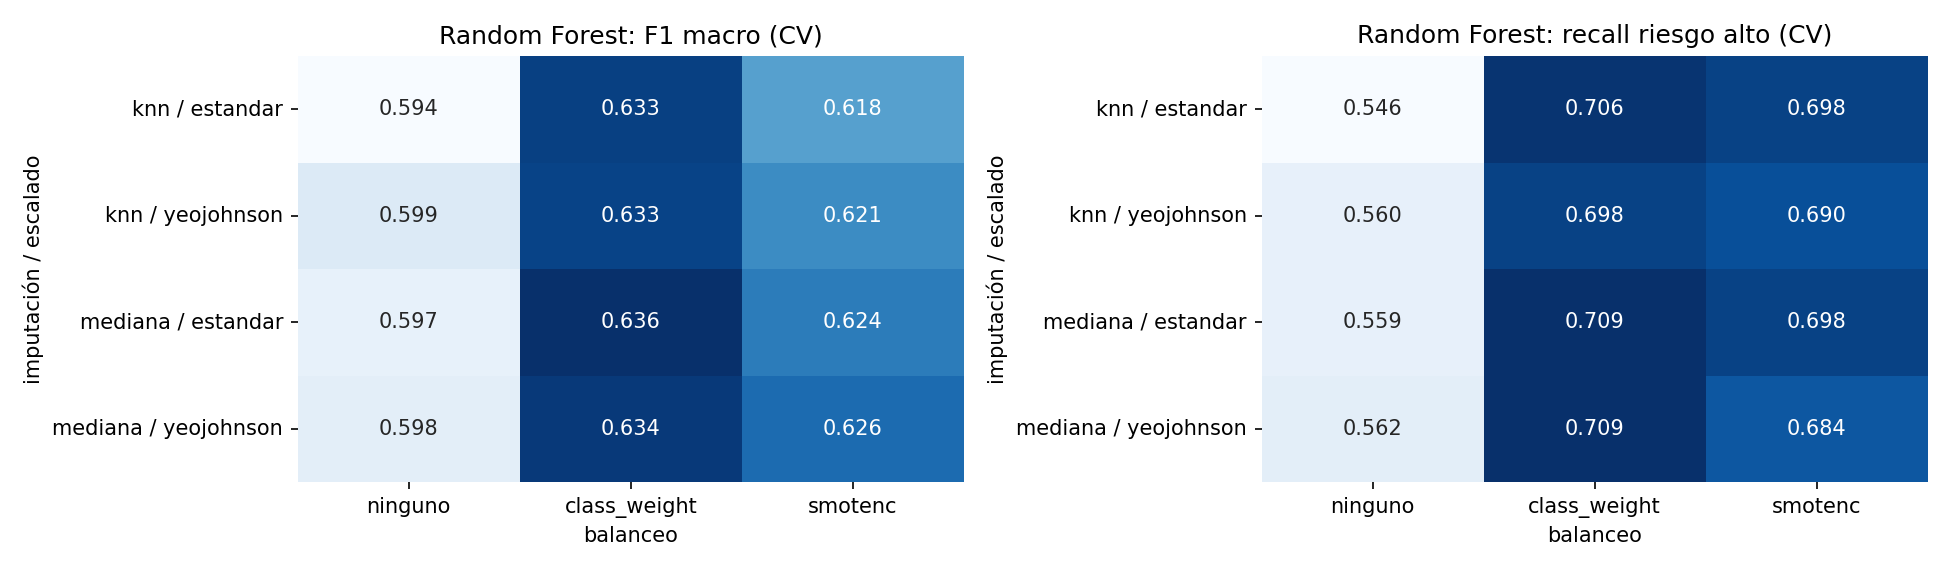 Random Forest: F1 macro (CV)
imputación / escalado
knn / estandar 0.594 0.633 0.618
knn / yeojohnson 0.599 0.633 0.621
mediana / estandar 0.597 0.636 0.624
mediana / yeojohnson 0.598 0.634 0.626
ninguno class_weight smotenc
balanceo
Random Forest: recall riesgo alto (CV)
imputación / escalado
knn / estandar 0.546 0.706 0.698
knn / yeojohnson 0.560 0.698 0.690
mediana / estandar 0.559 0.709 0.698
mediana / yeojohnson 0.562 0.709 0.684
ninguno class_weight smotenc
balanceo